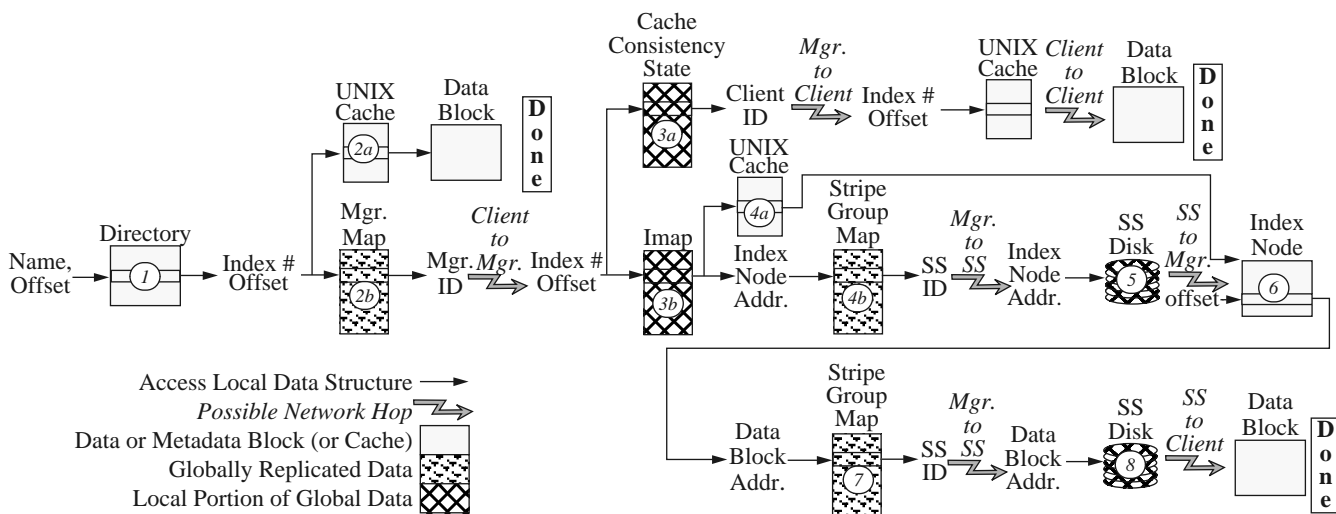 Name,
Offset
Directory
1
Index #
Offset
UNIX
Cache
2a
Data
Block
D
o
n
e
Mgr.
Map
2b
Mgr.
ID
Client
to
Mgr.
Index #
Offset
Cache
Consistency
State
3a
Client
ID
Mgr.
to
Client
Index #
Offset
UNIX
Cache
Client
to
Client
Data
Block
D
o
n
e
Imap
3b
UNIX
Cache
4a
Index
Node
Addr.
Stripe
Group
Map
4b
SS
ID
Mgr.
to
SS
Index
Node
Addr.
SS
Disk
5
SS
to
Mgr.
offset
Index
Node
6
Data
Block
Addr.
Stripe
Group
Map
7
SS
ID
Mgr.
to
SS
Data
Block
Addr.
SS
Disk
8
SS
to
Client
Data
Block
D
o
n
e
Access Local Data Structure
Possible Network Hop
Data or Metadata Block (or Cache)
Globally Replicated Data
Local Portion of Global Data